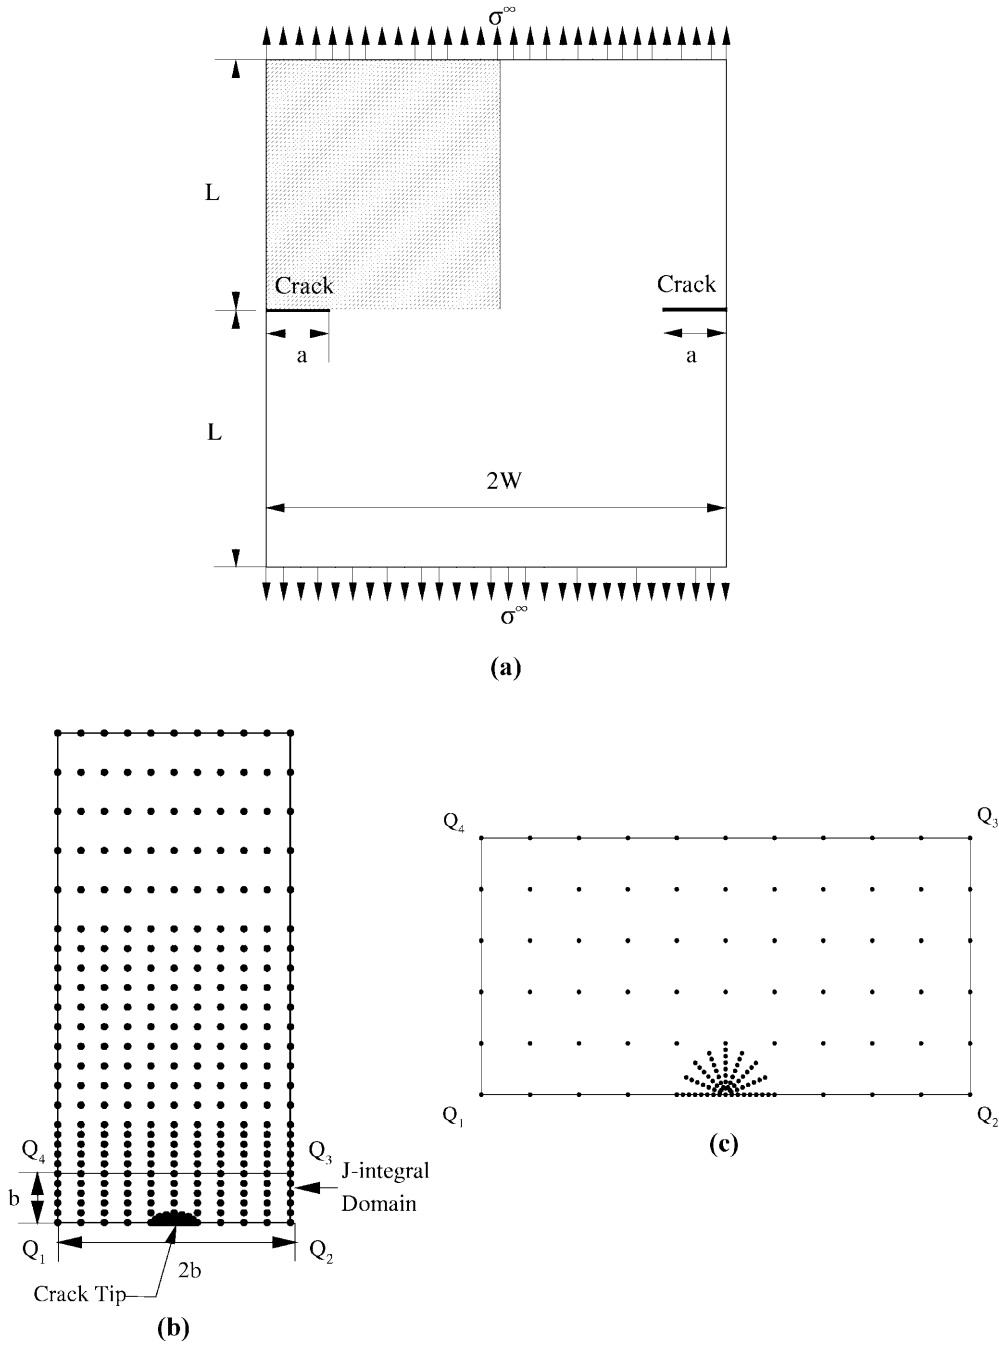 σ∞
L
Crack
Crack
a
a
L
2W
σ∞
(a)
Q4
Q3
Q4
Q3
J-integral
Domain
b
Q1
Q2
(c)
Q1
Q2
2b
Crack Tip
(b)